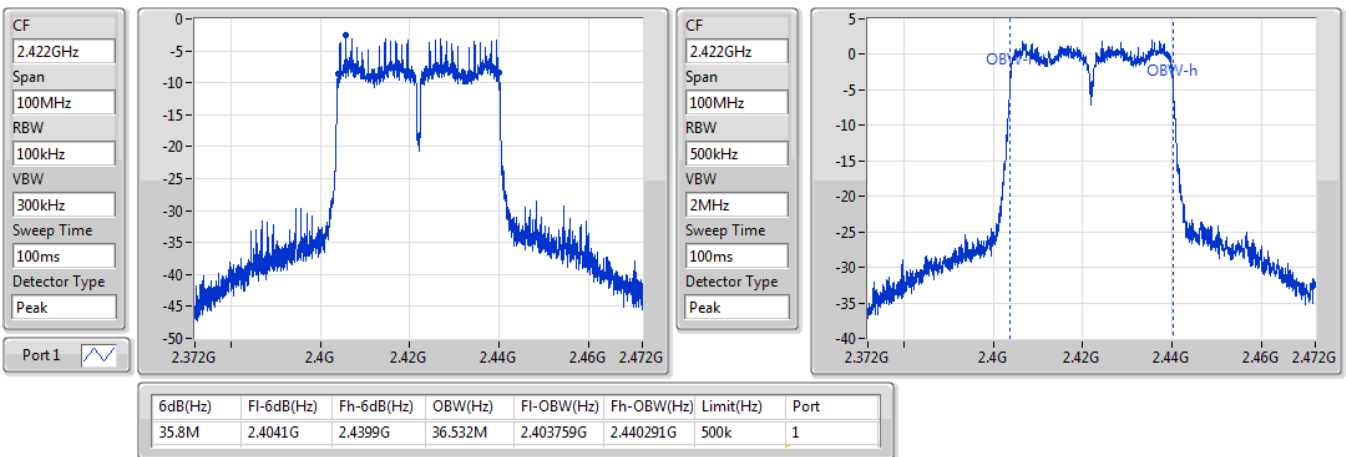 CF
2.422GHz
Span
100MHz
RBW
100kHz
VBW
300kHz
Sweep Time
100ms
Detector Type
Peak
Port 1
0
-5
-10
-15
-20
-25
-30
-35
-40
-45
-50
2.372G 2.4G 2.42G 2.44G 2.46G 2.472G
CF
2.422GHz
Span
100MHz
RBW
500kHz
VBW
2MHz
Sweep Time
100ms
Detector Type
Peak
5
0
-5
-10
-15
-20
-25
-30
-35
-40
OBW-h
2.372G 2.4G 2.42G 2.44G 2.46G 2.472G
6dB(Hz) Fl-6dB(Hz) Fh-6dB(Hz) OBW(Hz) Fl-OBW(Hz) Fh-OBW(Hz) Limit(Hz) Port
35.8M 2.4041G 2.4399G 36.532M 2.403759G 2.440291G 500k 1